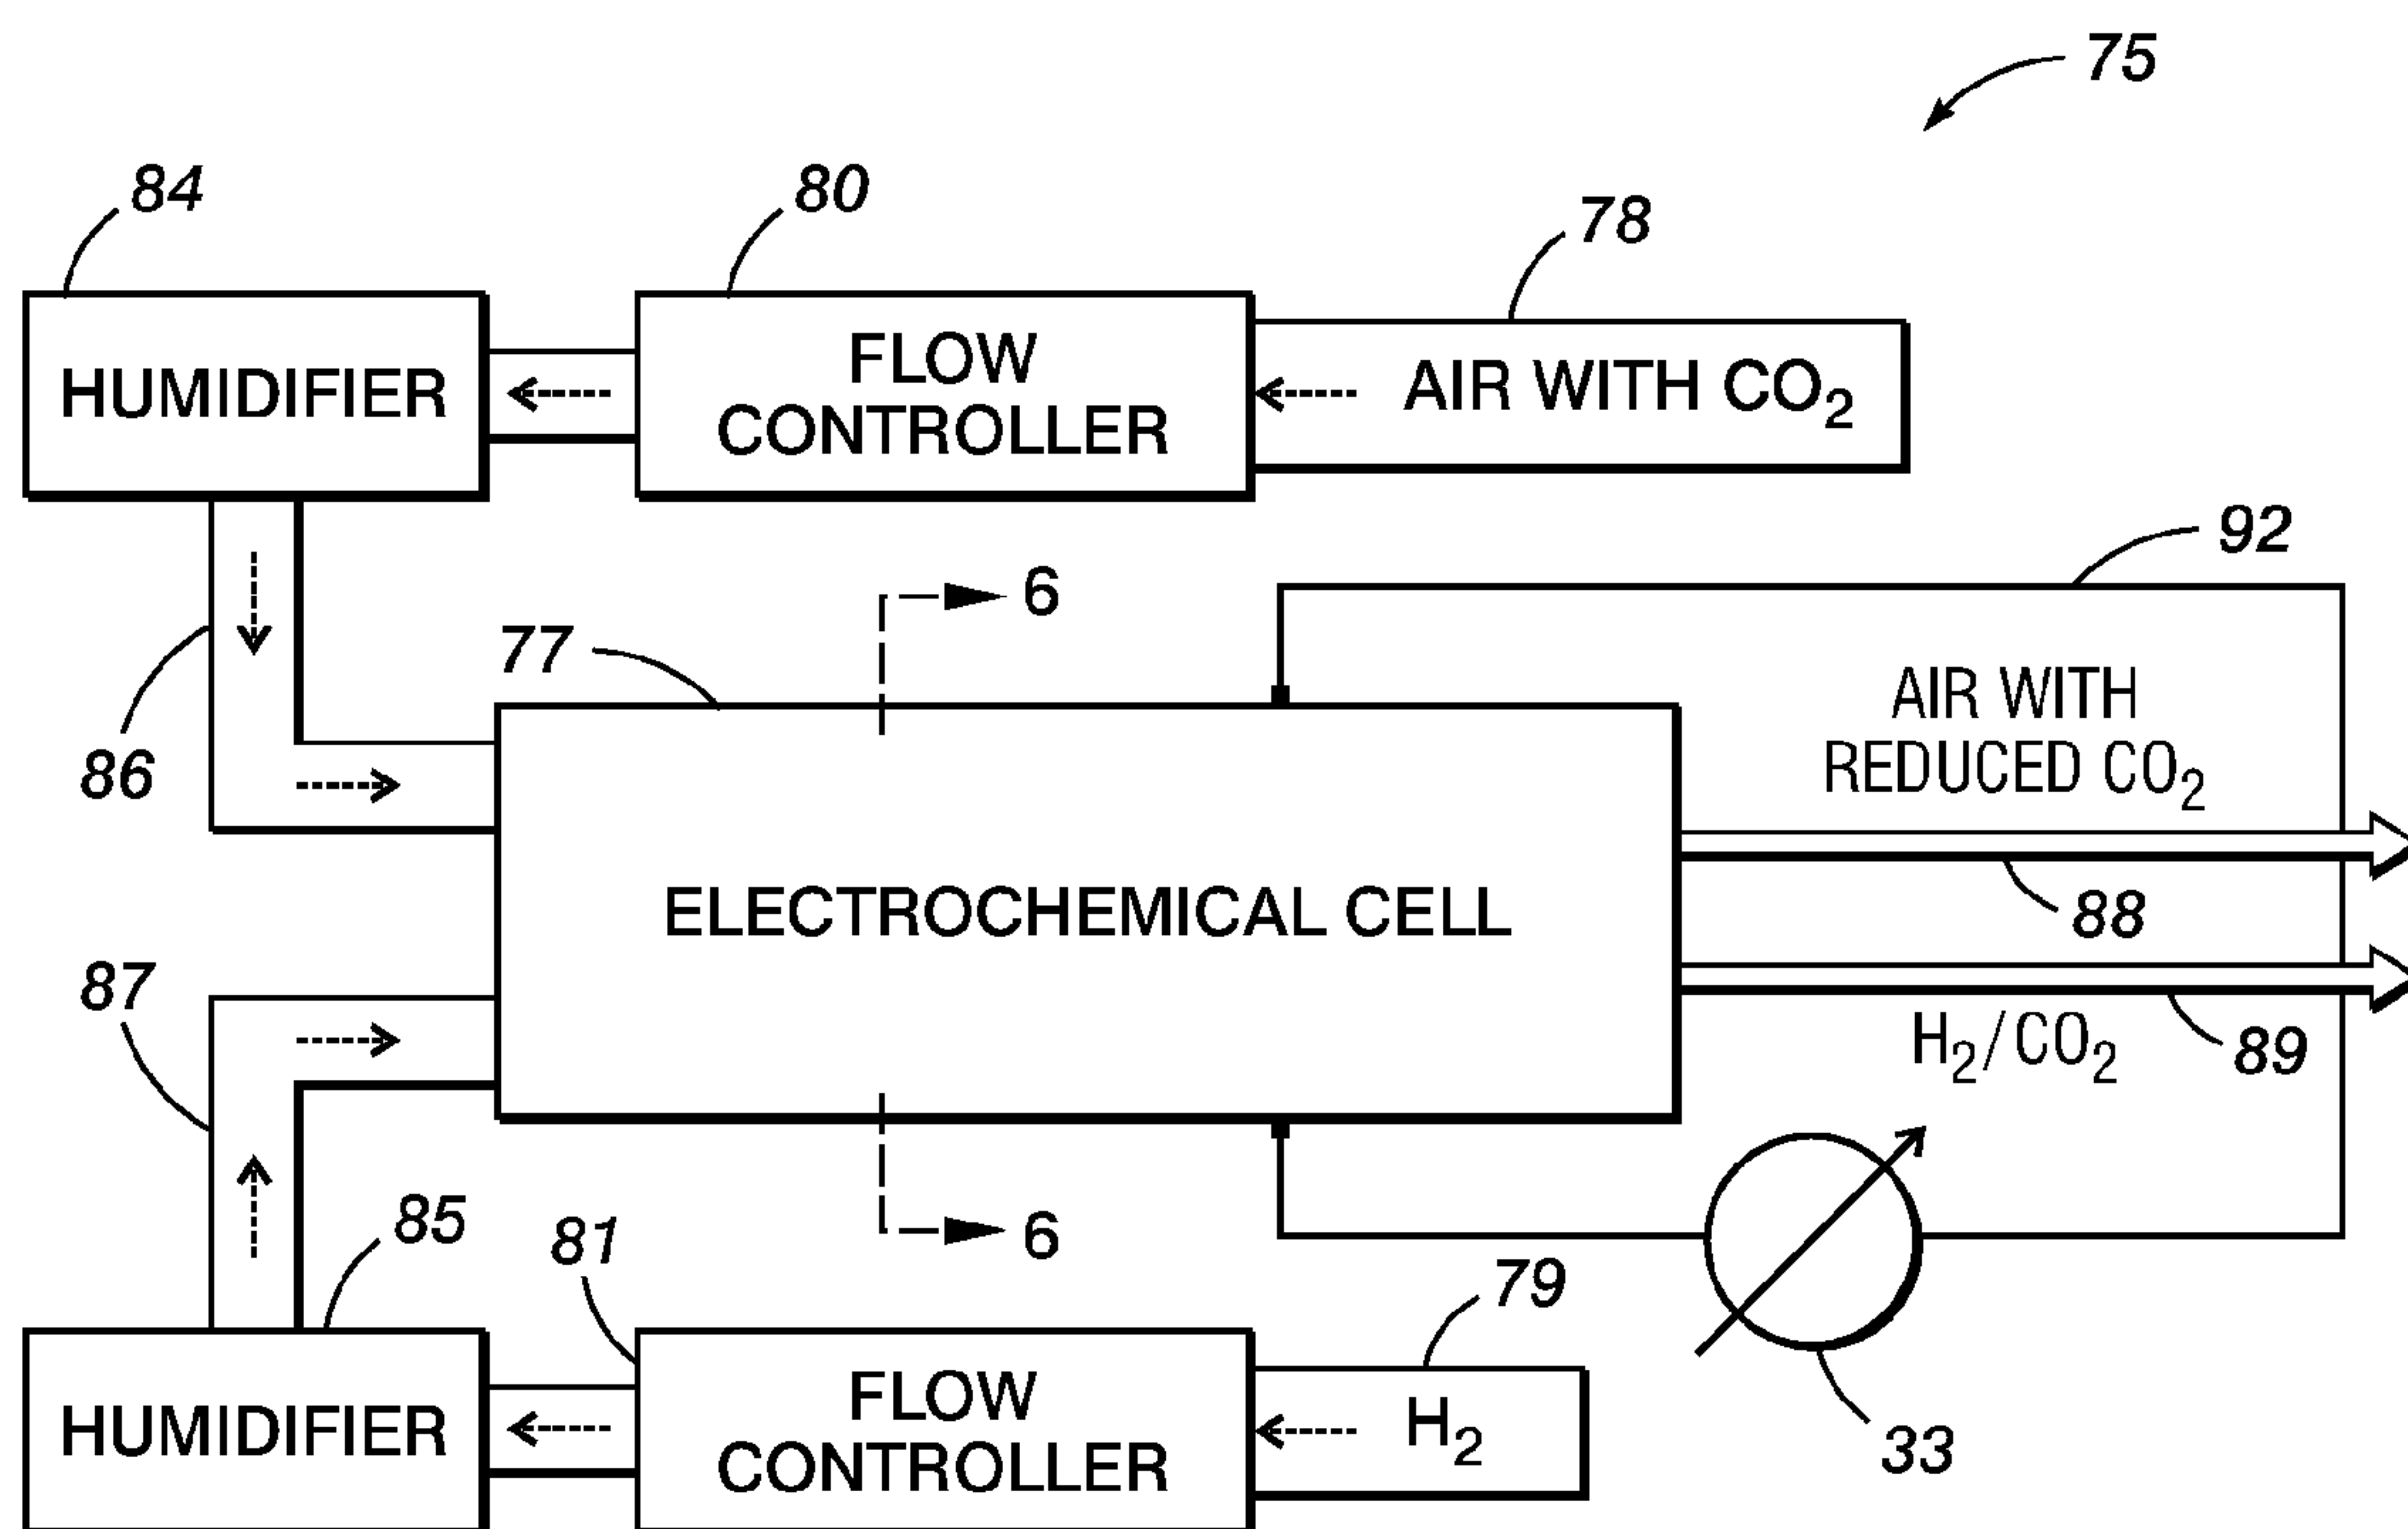 75
84
80
78
HUMIDIFIER
FLOW
CONTROLLER
AIR WITH CO₂
92
6
77
86
AIR WITH
REDUCED CO₂
ELECTROCHEMICAL CELL
88
87
H₂/CO₂
89
85
81
6
79
HUMIDIFIER
FLOW
CONTROLLER
H₂
33